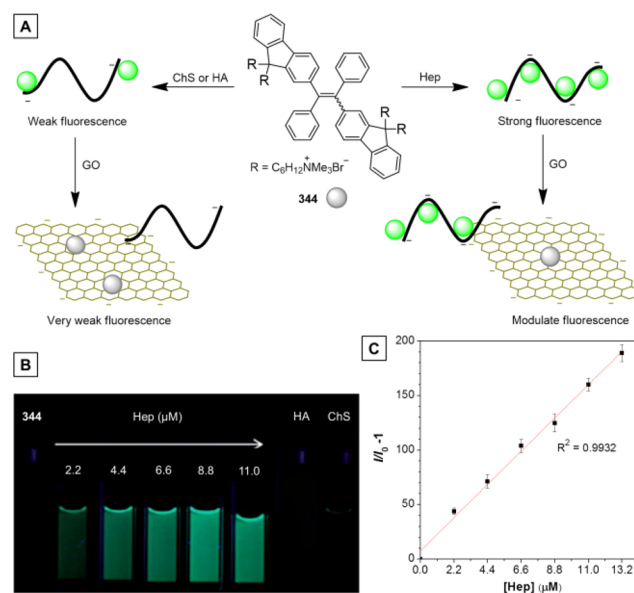 A
R
R
ChS or HA
Hep
R
R
Weak fluorescence
Strong fluorescence
R = C6H12N+Me3Br−
GO
GO
344
Very weak fluorescence
Modulate fluorescence
B
344
Hep (µM)
HA
ChS
2.2
4.4
6.6
8.8
11.0
C
200
150
100
50
0
I/I0 -1
R2 = 0.9932
0.0
2.2
4.4
6.6
8.8
11.0
13.2
[Hep] (µM)